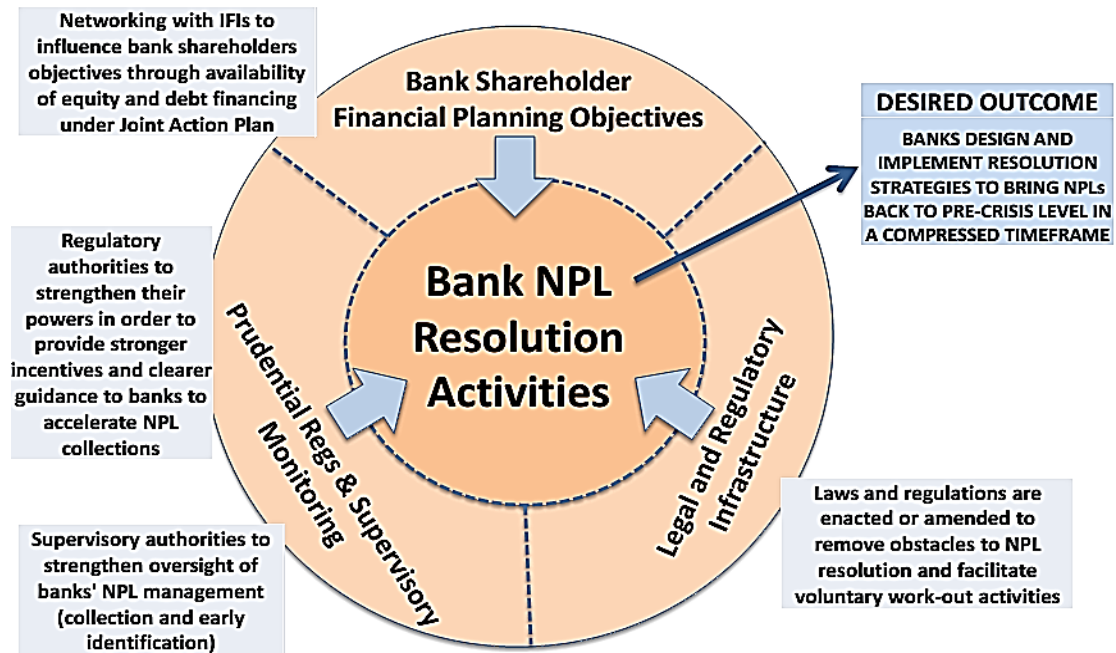 Networking with IFIs to
influence bank shareholders
objectives through availability
of equity and debt financing
under Joint Action Plan
Bank Shareholder
Financial Planning Objectives
DESIRED OUTCOME
BANKS DESIGN AND
IMPLEMENT RESOLUTION
STRATEGIES TO BRING NPLs
BACK TO PRE-CRISIS LEVEL IN
A COMPRESSED TIMEFRAME
Regulatory
authorities to
strengthen their
powers in order to
provide stronger
incentives and clearer
guidance to banks to
accelerate NPL
collections
Bank NPL
Resolution
Activities
Prudential Regs & Supervisory
Monitoring
Legal and Regulatory
Infrastructure
Supervisory authorities to
strengthen oversight of
banks' NPL management
(collection and early
identification)
Laws and regulations are
enacted or amended to
remove obstacles to NPL
resolution and facilitate
voluntary work-out activities